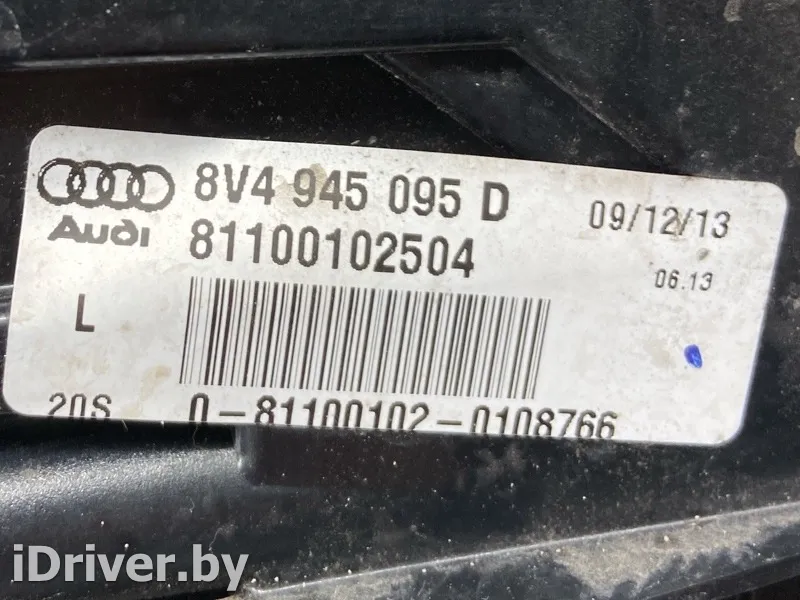 8V4 945 095 D 09/12/13
Audi 81100102504 06.13
L
20S 0-81100102-0108766
iDriver.by